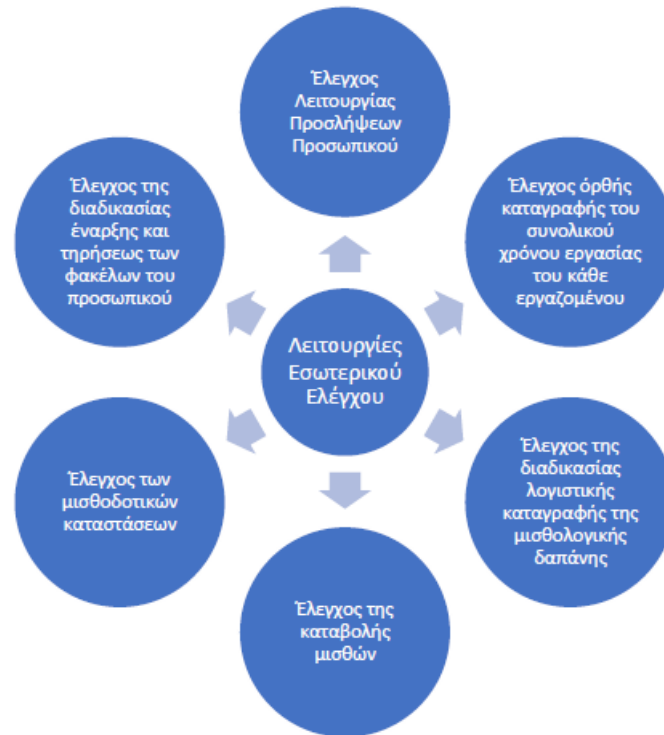 Έλεγχος
Λειτουργίας
Προσλήψεων
Προσωπικού
Έλεγχος όρθής
καταγραφής του
συνολικού
χρόνου εργασίας
του κάθε
εργαζομένου
Έλεγχος της
διαδικασίας
λογιστικής
καταγραφής της
μισθολογικής
δαπάνης
Έλεγχος της
καταβολής
μισθών
Έλεγχος των
μισθοδοτικών
καταστάσεων
Έλεγχος της
διαδικασίας
έναρξης και
τηρήσεως των
φακέλων του
προσωπικού
Λειτουργίες
Εσωτερικού
Ελέγχου